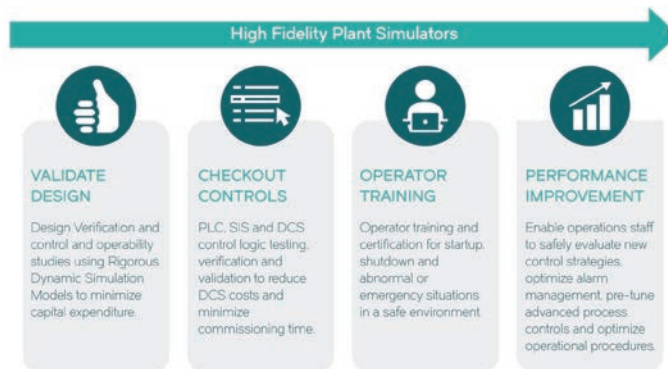 High Fidelity Plant Simulators
VALIDATE
DESIGN
Design Verification and
control and operability
studies using Rigorous
Dynamic Simulation
Models to minimize
capital expenditure.
CHECKOUT
CONTROLS
PLC, SIS and DCS
control logic testing,
verification and
validation to reduce
DCS costs and
minimize
commissioning time.
OPERATOR
TRAINING
Operator training and
certification for startup,
shutdown and
abnormal or
emergency situations
in a safe environment
PERFORMANCE
IMPROVEMENT
Enable operations staff
to safely evaluate new
control strategies,
optimize alarm
management, pre-tune
advanced process
controls and optimize
operational procedures.